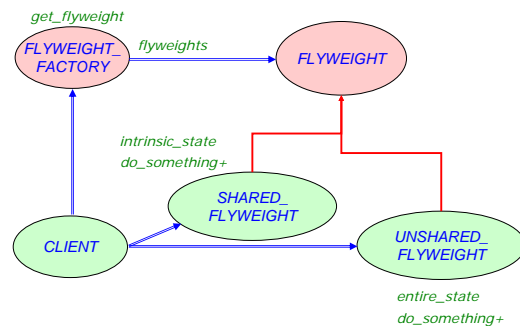 get_flyweight
FLYWEIGHT_
FACTORY
flyweights
FLYWEIGHT
intrinsic_state
do_something+
SHARED_
FLYWEIGHT
CLIENT
UNSHARED_
FLYWEIGHT
entire_state
do_something+